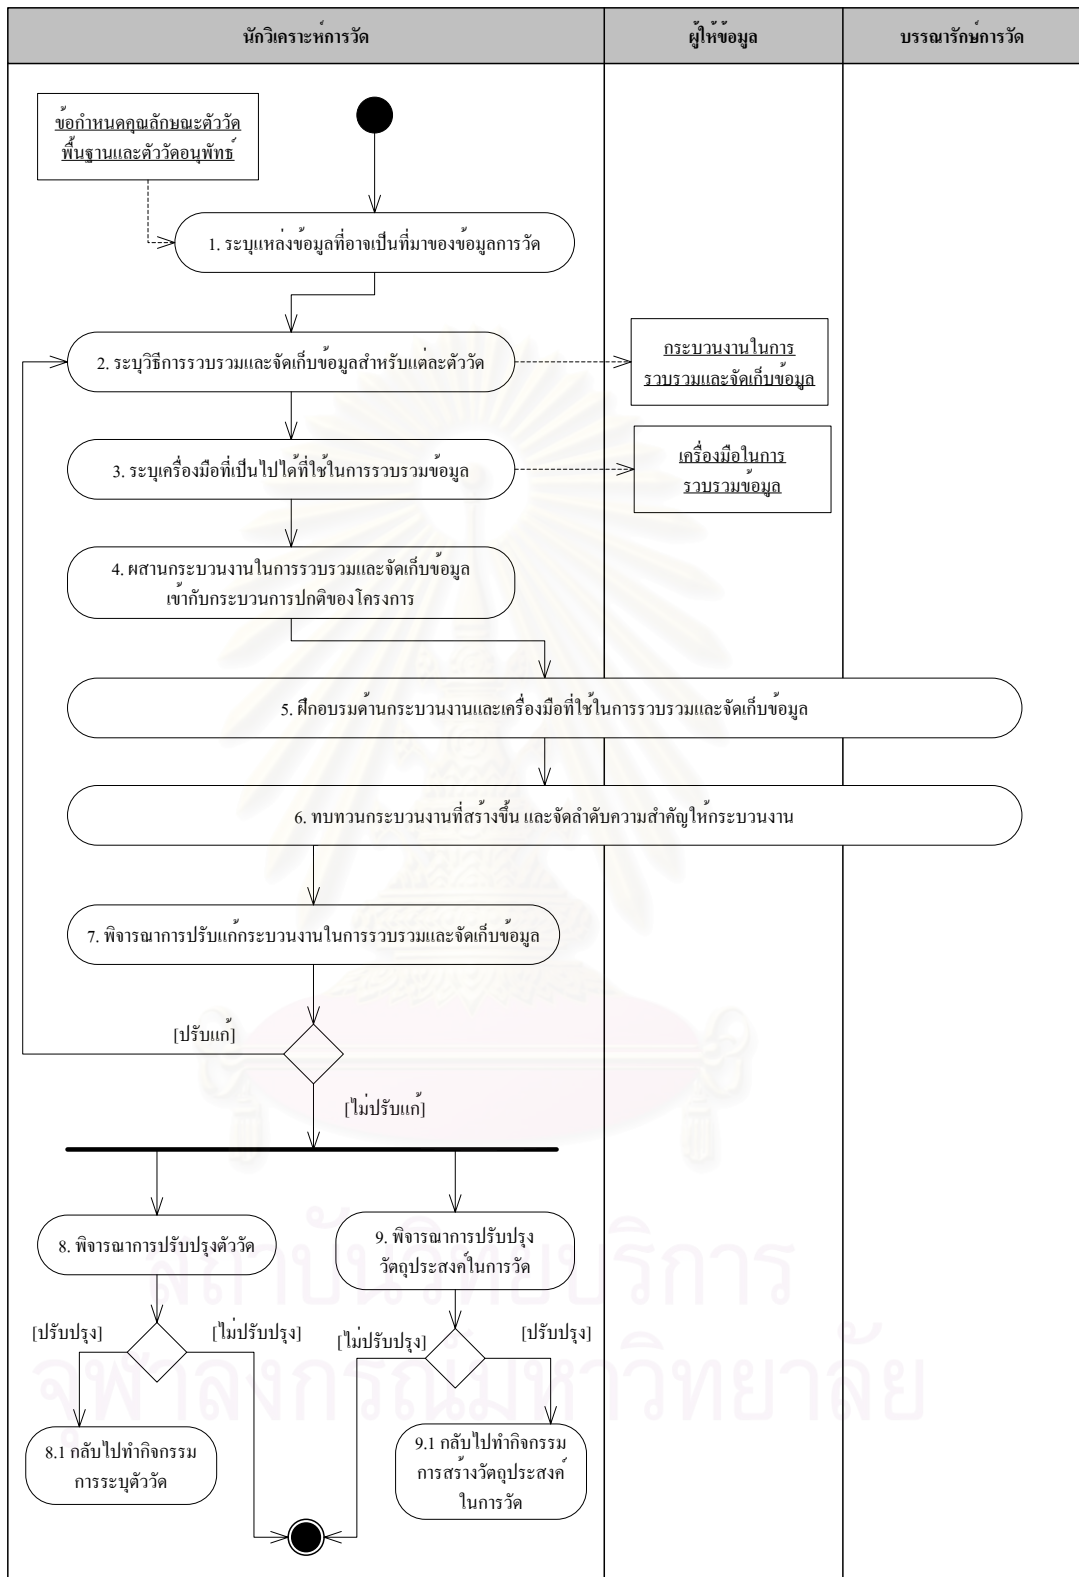 นักวิเคราะห์การวัด
ผู้ให้ข้อมูล
บรรณารักษ์การวัด
ข้อกำหนดคุณลักษณะตัววัด
พื้นฐานและตัววัดอนุพัทธ์
1. ระบุแหล่งข้อมูลที่อาจเป็นที่มาของข้อมูลการวัด
2. ระบุวิธีการรวบรวมและจัดเก็บข้อมูลสำหรับแต่ละตัววัด
กระบวนงานในการ
รวบรวมและจัดเก็บข้อมูล
3. ระบุเครื่องมือที่เป็นไปได้ที่ใช้ในการรวบรวมข้อมูล
เครื่องมือในการ
รวบรวมข้อมูล
4. ผสานกระบวนงานในการรวบรวมและจัดเก็บข้อมูล
เข้ากับกระบวนการปกติของโครงการ
5. ฝึกอบรมด้านกระบวนงานและเครื่องมือที่ใช้ในการรวบรวมและจัดเก็บข้อมูล
6. ทบทวนกระบวนงานที่สร้างขึ้น และจัดลำดับความสำคัญให้กระบวนงาน
7. พิจารณาการปรับแก้กระบวนงานในการรวบรวมและจัดเก็บข้อมูล
[ปรับแก้]
[ไม่ปรับแก้]
8. พิจารณาการปรับปรุงตัววัด
9. พิจารณาการปรับปรุง
วัตถุประสงค์ในการวัด
[ปรับปรุง]
[ไม่ปรับปรุง]
[ไม่ปรับปรุง]
[ปรับปรุง]
8.1 กลับไปทำกิจกรรม
การระบุตัววัด
9.1 กลับไปทำกิจกรรม
การสร้างวัตถุประสงค์
ในการวัด
สถาบันวิทยบริการ
จุฬาลงกรณ์มหาวิทยาลัย